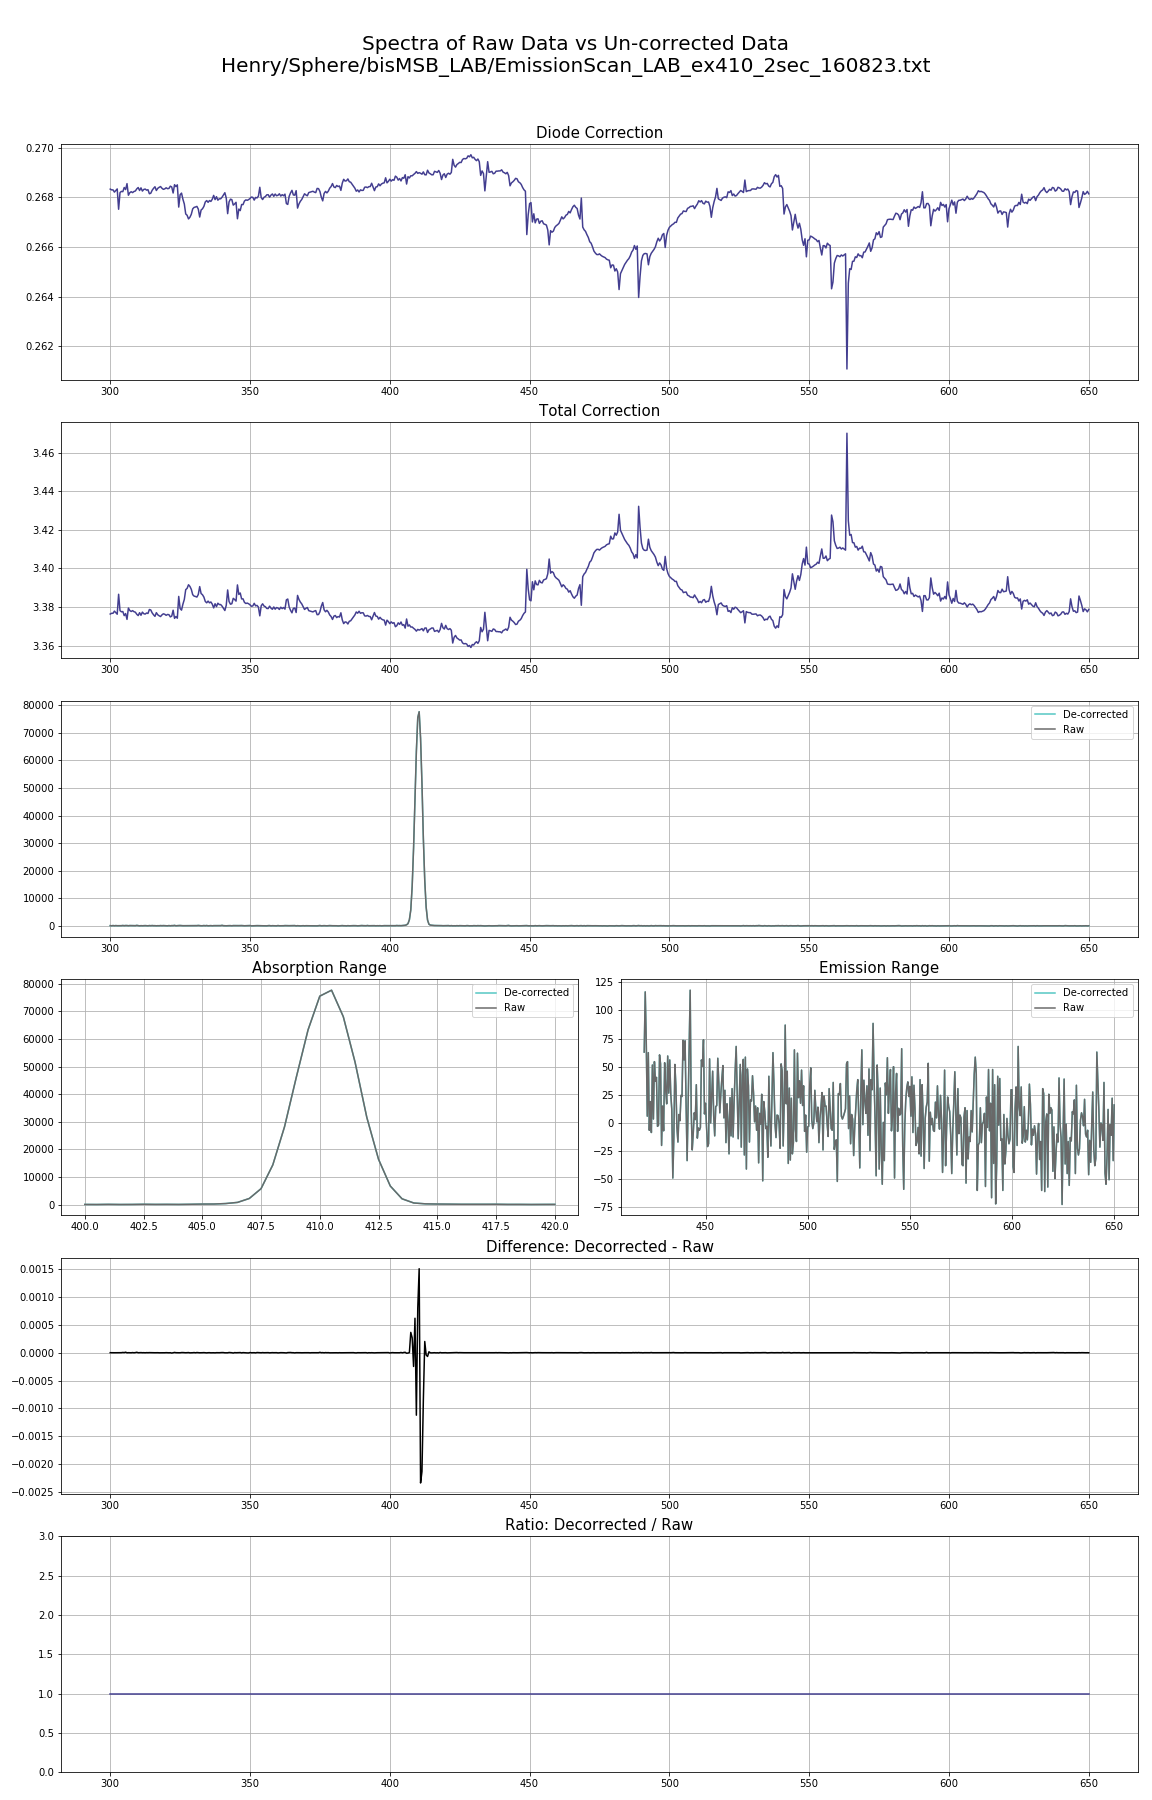 Spectra of Raw Data vs Un-corrected Data
Henry/Sphere/bisMSB_LAB/EmissionScan_LAB_ex410_2sec_160823.txt
Diode Correction
0.270
0.268
0.266
0.264
0.262
300 350 400 450 500 550 600 650
Total Correction
3.46
3.44
3.42
3.40
3.38
3.36
300 350 400 450 500 550 600 650
80000
70000
60000
50000
40000
30000
20000
10000
0
De-corrected
Raw
300 350 400 450 500 550 600 650
Absorption Range
80000
70000
60000
50000
40000
30000
20000
10000
0
De-corrected
Raw
400.0 402.5 405.0 407.5 410.0 412.5 415.0 417.5 420.0
Emission Range
125
100
75
50
25
0
−25
−50
−75
De-corrected
Raw
450 500 550 600 650
Difference: Decorrected - Raw
0.0015
0.0010
0.0005
0.0000
−0.0005
−0.0010
−0.0015
−0.0020
−0.0025
300 350 400 450 500 550 600 650
Ratio: Decorrected / Raw
3.0
2.5
2.0
1.5
1.0
0.5
0.0
300 350 400 450 500 550 600 650